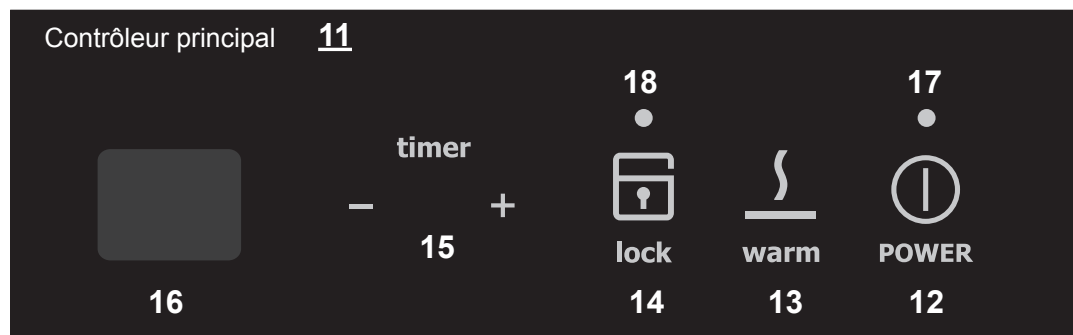 Contrôleur principal 11
18 17
timer
- +
15
lock warm POWER
16 14 13 12